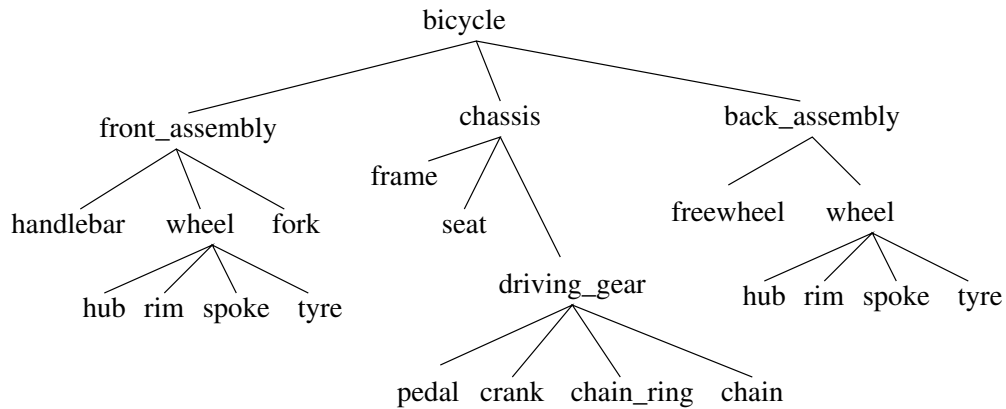 bicycle
front_assembly chassis back_assembly
frame
handlebar wheel fork seat freewheel wheel
driving_gear
hub rim spoke tyre hub rim spoke tyre
pedal crank chain_ring chain